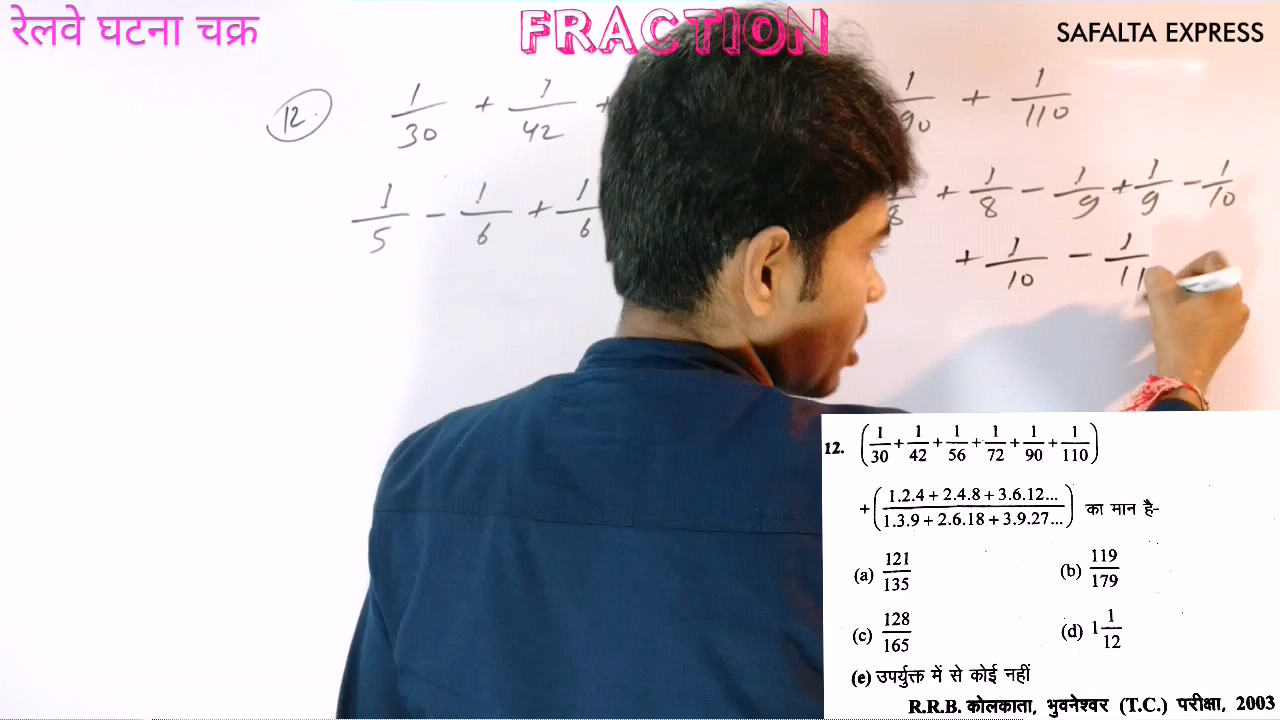 रेलवे घटना चक्र
FRACTION
SAFALTA EXPRESS
12. 1/30 + 1/42 + 1/90 + 1/110
1/5 - 1/6 + 1/6 1/8 + 1/8 - 1/9 + 1/9 - 1/10
+ 1/10 - 1/11
12. (1/30 + 1/42 + 1/56 + 1/72 + 1/90 + 1/110)
+ (1.2.4 + 2.4.8 + 3.6.12... / 1.3.9 + 2.6.18 + 3.9.27...) का मान है-
(a) 121/135 (b) 119/179
(c) 128/165 (d) 1 1/12
(e) उपर्युक्त में से कोई नहीं
R.R.B. कोलकाता, भुवनेश्वर (T.C.) परीक्षा, 2003